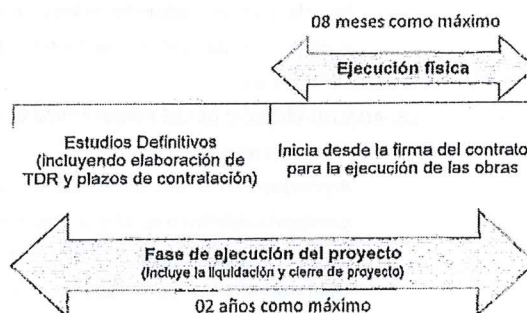 08 meses como máximo
Ejecución física
Estudios Definitivos
(incluyendo elaboración de
TDR y plazos de contratación)
Inicia desde la firma del contrato
para la ejecución de las obras
Fase de ejecución del proyecto
(Incluye la liquidación y cierre de proyecto)
02 años como máximo